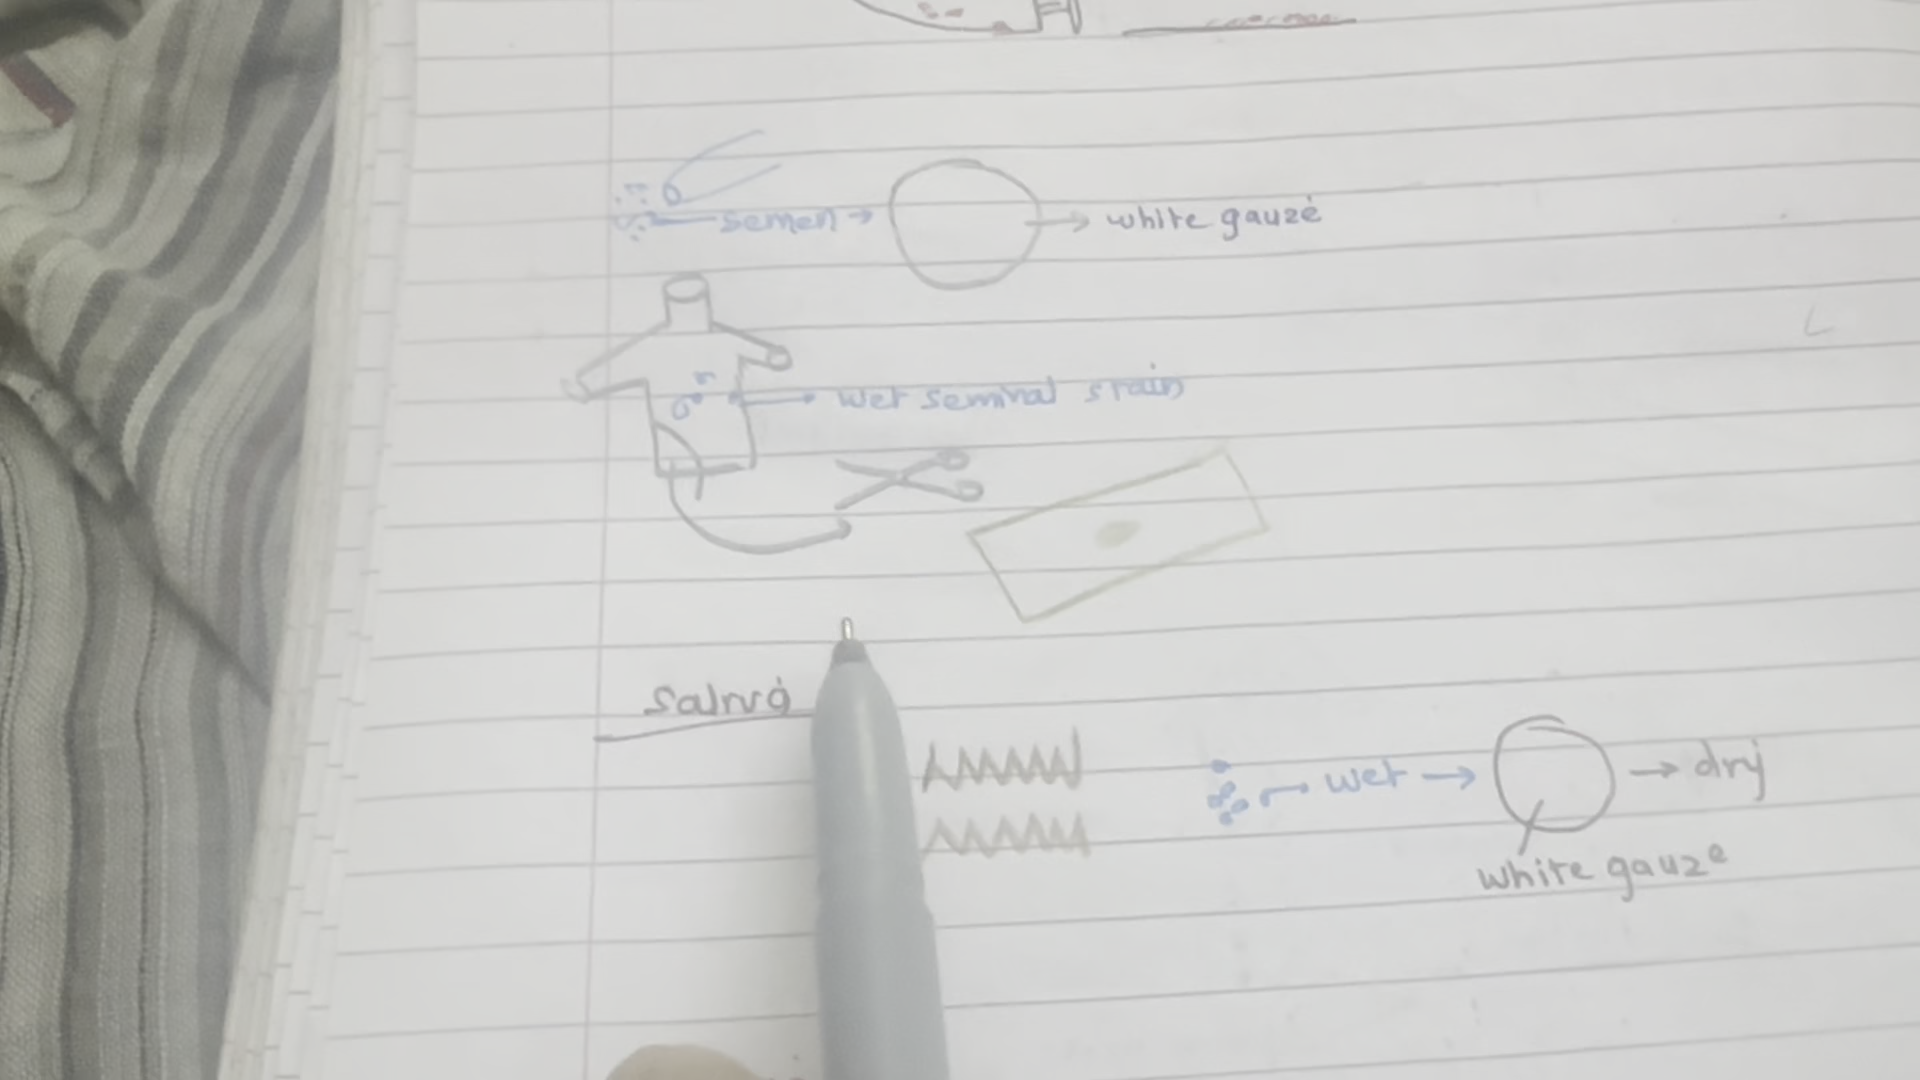 semen → → white gauze
→ wet seminal stain
Saliva
wet → → dry
white gauze